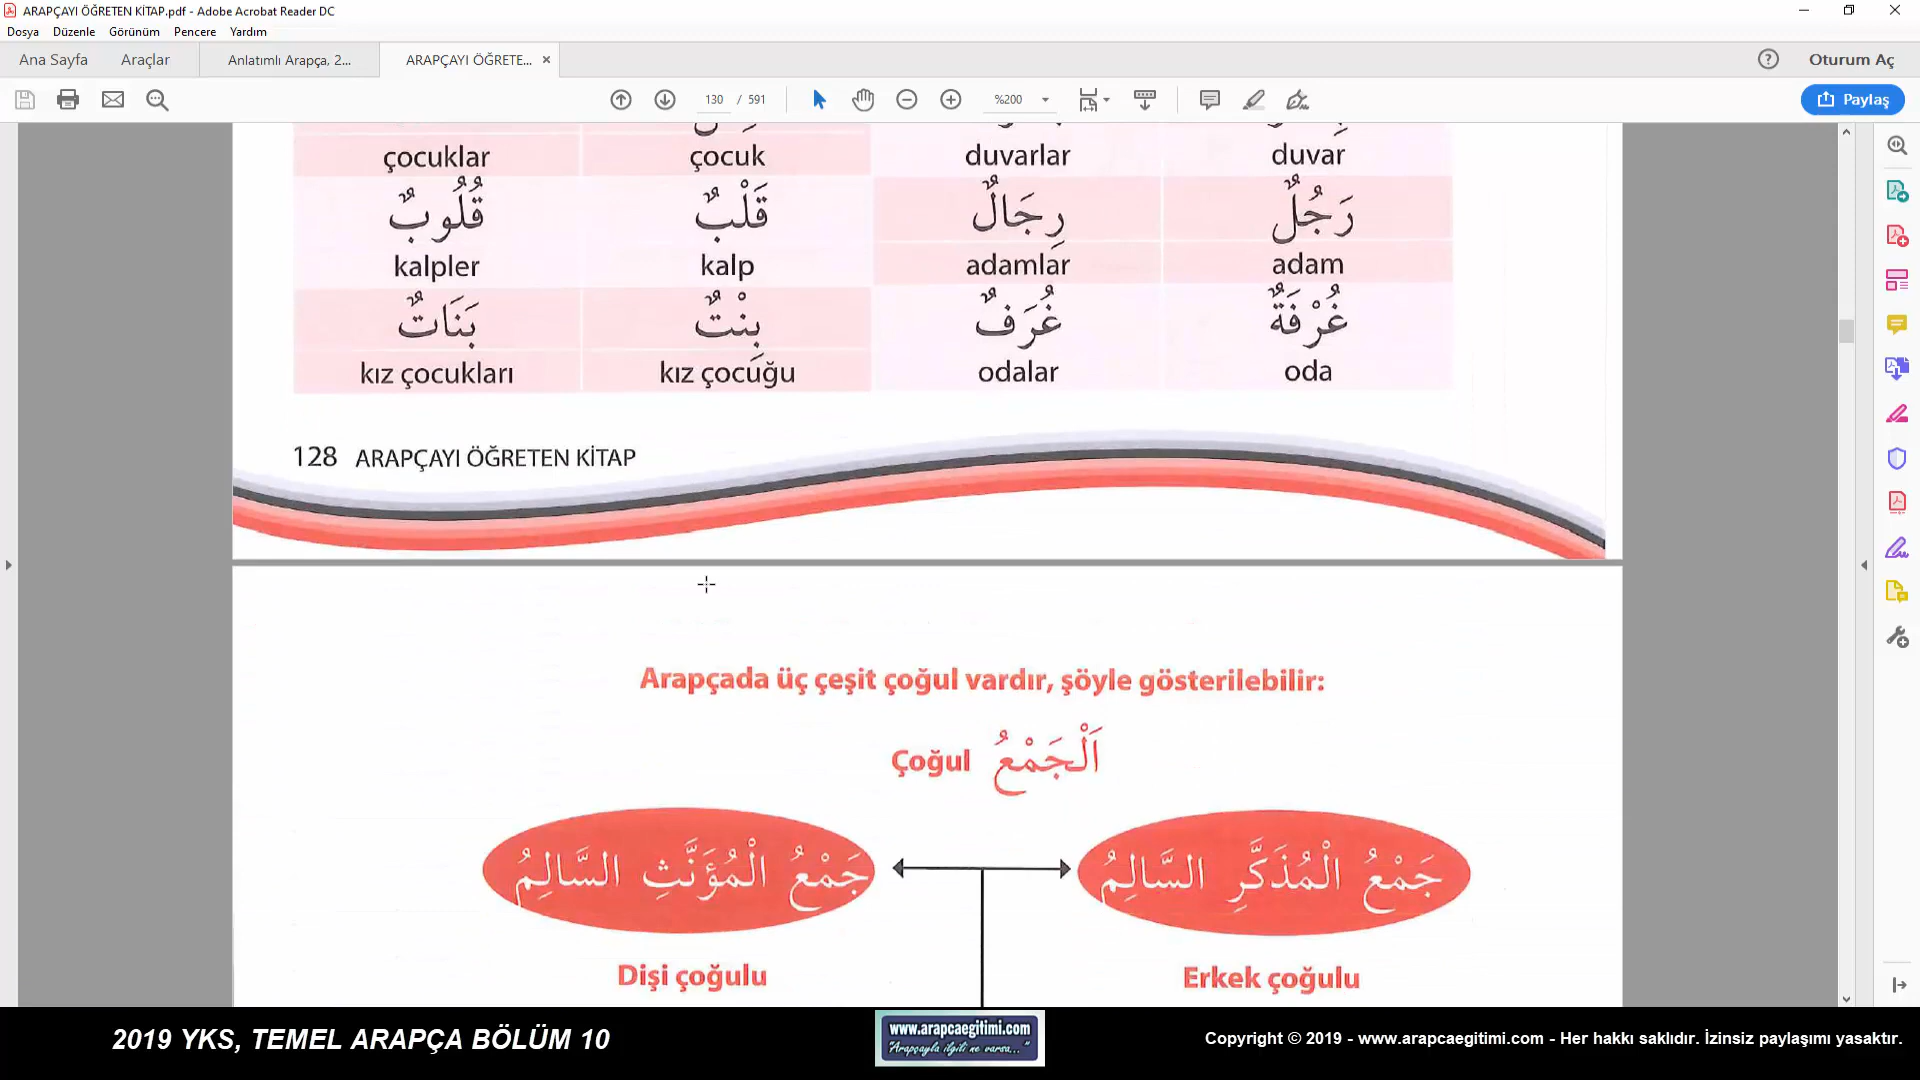 ARAPÇAYI ÖĞRETEN KİTAP.pdf - Adobe Acrobat Reader DC
Dosya Düzenle Görünüm Pencere Yardım
Ana Sayfa Araçlar Anlatımlı Arapça, 2... ARAPÇAYI ÖĞRETE... Oturum Aç
130 / 591 %200 Paylaş
çocuklar çocuk duvarlar duvar
قُلُوبٌ قَلْبٌ رِجَالٌ رَجُلٌ
kalpler kalp adamlar adam
بَنَاتٌ بِنْتٌ غُرَفٌ غُرْفَةٌ
kız çocukları kız çocuğu odalar oda
128 ARAPÇAYI ÖĞRETEN KİTAP
Arapçada üç çeşit çoğul vardır, şöyle gösterilebilir:
Çoğul اَلْجَمْعُ
جَمْعُ الْمُؤَنَّثِ السَّالِمُ جَمْعُ الْمُذَكَّرِ السَّالِمُ
Dişi çoğulu Erkek çoğulu
2019 YKS, TEMEL ARAPÇA BÖLÜM 10
www.arapcaegitimi.com
"Arapçayla ilgili ne varsa..."
Copyright © 2019 - www.arapcaegitimi.com - Her hakkı saklıdır. İzinsiz paylaşımı yasaktır.